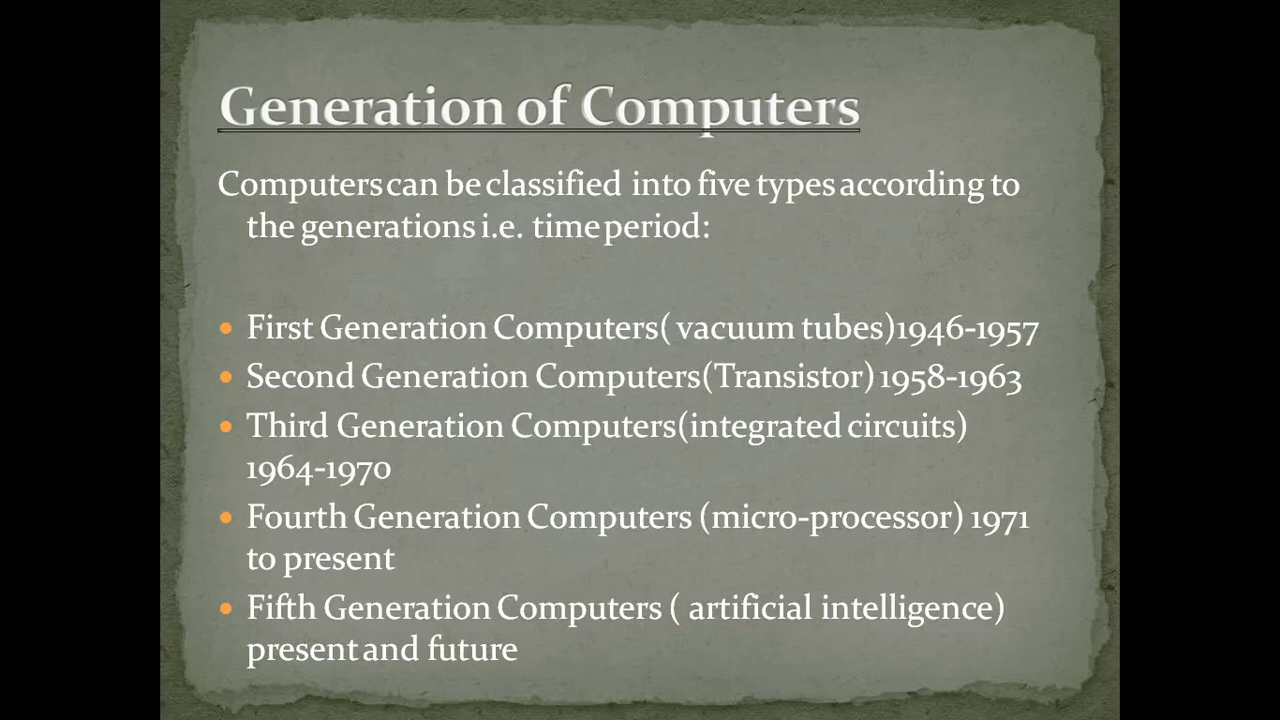 Generation of Computers
Computers can be classified into five types according to
the generations i.e. time period:
• First Generation Computers( vacuum tubes)1946-1957
• Second Generation Computers(Transistor) 1958-1963
• Third Generation Computers(integrated circuits)
1964-1970
• Fourth Generation Computers (micro-processor) 1971
to present
• Fifth Generation Computers ( artificial intelligence)
present and future